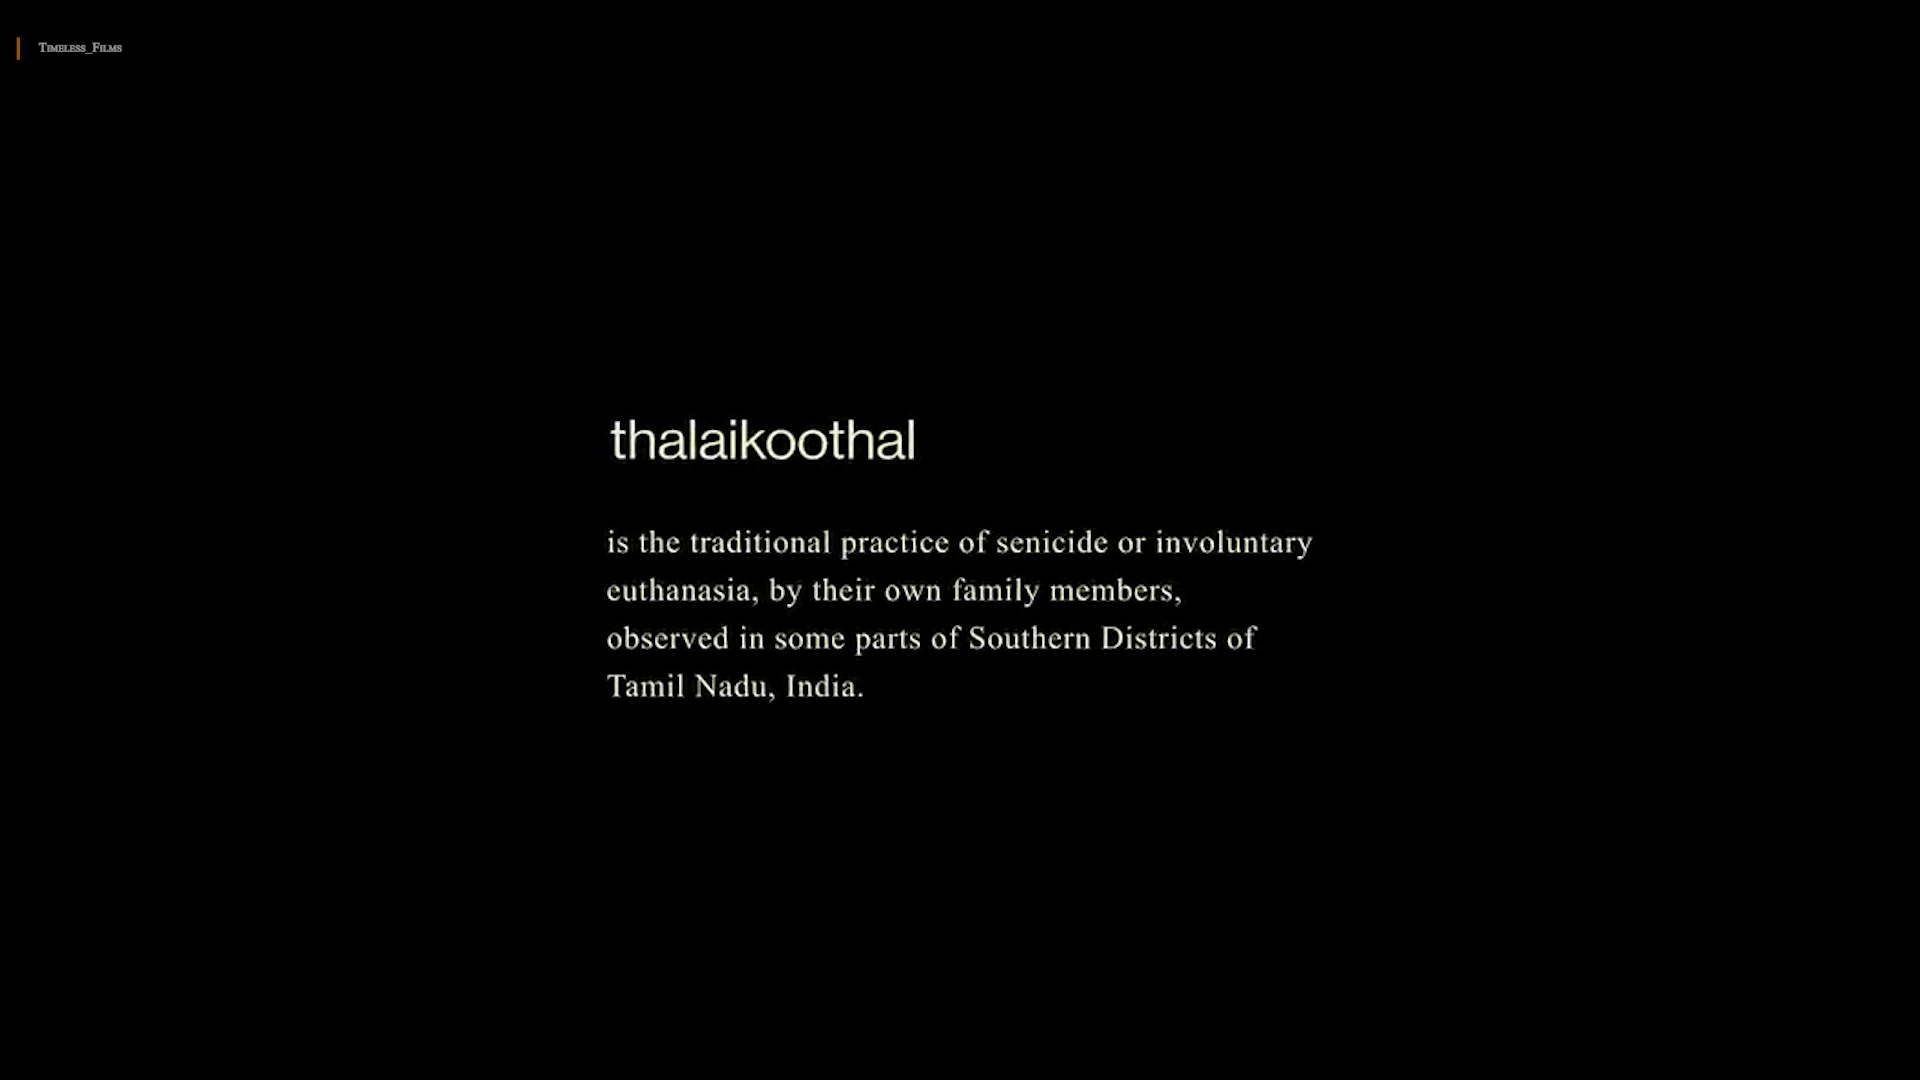 Timeless_Films
thalaikoothal
is the traditional practice of senicide or involuntary
euthanasia, by their own family members,
observed in some parts of Southern Districts of
Tamil Nadu, India.